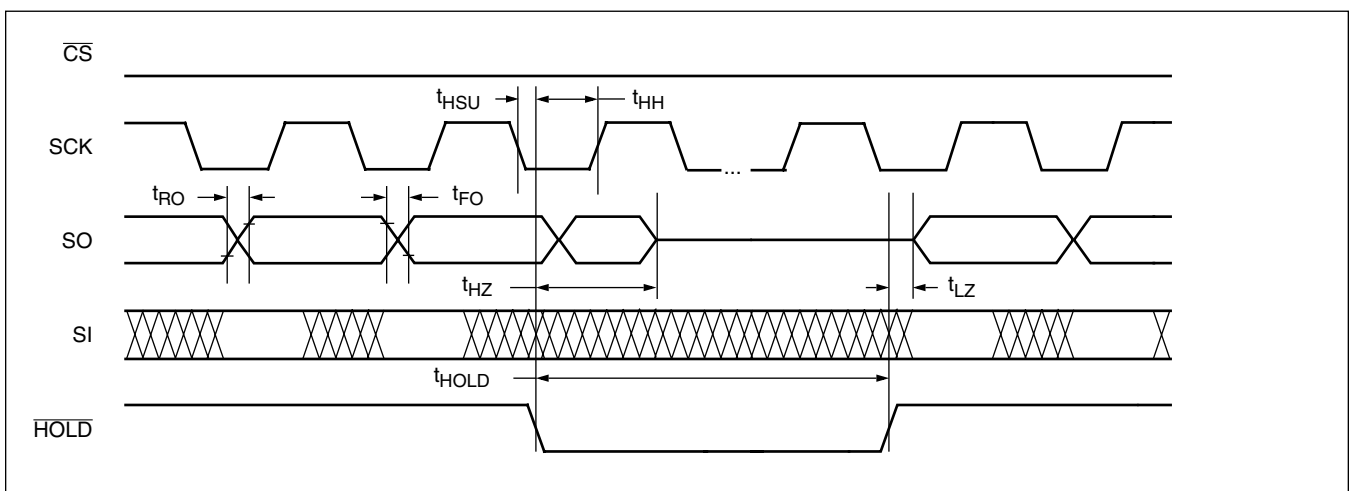 CS
tHSU tHH
SCK
...
tRO tFO
SO
tHZ tLZ
SI
tHOLD
HOLD